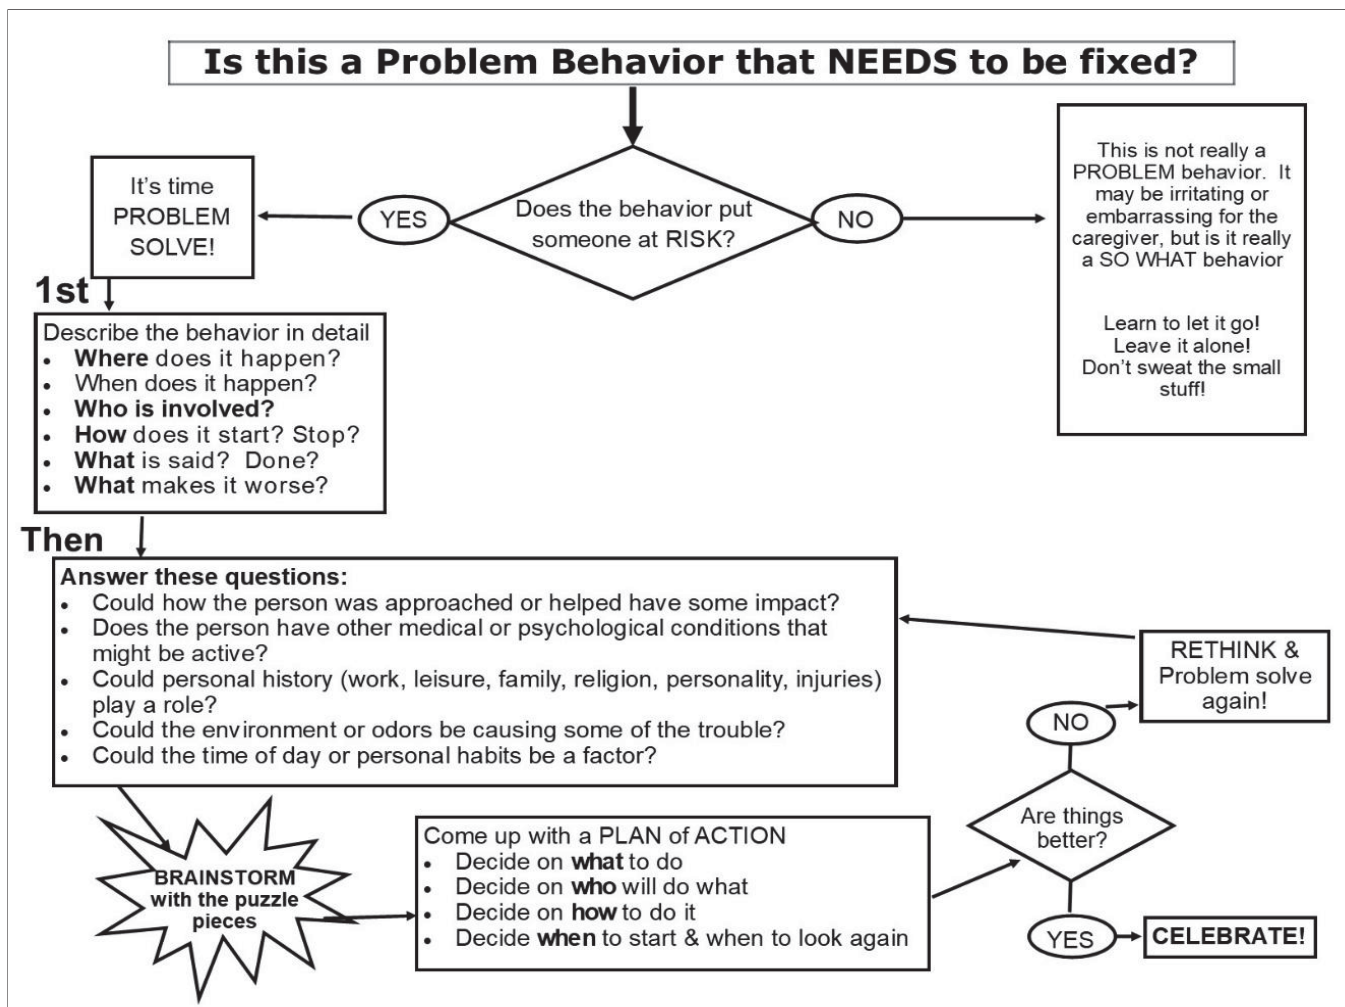 Is this a Problem Behavior that NEEDS to be fixed?
Does the behavior put
someone at RISK?
YES
It's time
PROBLEM
SOLVE!
NO
This is not really a
PROBLEM behavior.  It
may be irritating or
embarrassing for the
caregiver, but is it really
a SO WHAT behavior
Learn to let it go!
Leave it alone!
Don't sweat the small
stuff!
1st
Describe the behavior in detail
• Where does it happen?
• When does it happen?
• Who is involved?
• How does it start? Stop?
• What is said?  Done?
• What makes it worse?
Then
Answer these questions:
• Could how the person was approached or helped have some impact?
• Does the person have other medical or psychological conditions that
might be active?
• Could personal history (work, leisure, family, religion, personality, injuries)
play a role?
• Could the environment or odors be causing some of the trouble?
• Could the time of day or personal habits be a factor?
BRAINSTORM
with the puzzle
pieces
Come up with a PLAN of ACTION
• Decide on what to do
• Decide on who will do what
• Decide on how to do it
• Decide when to start & when to look again
Are things
better?
NO
RETHINK &
Problem solve
again!
YES
CELEBRATE!